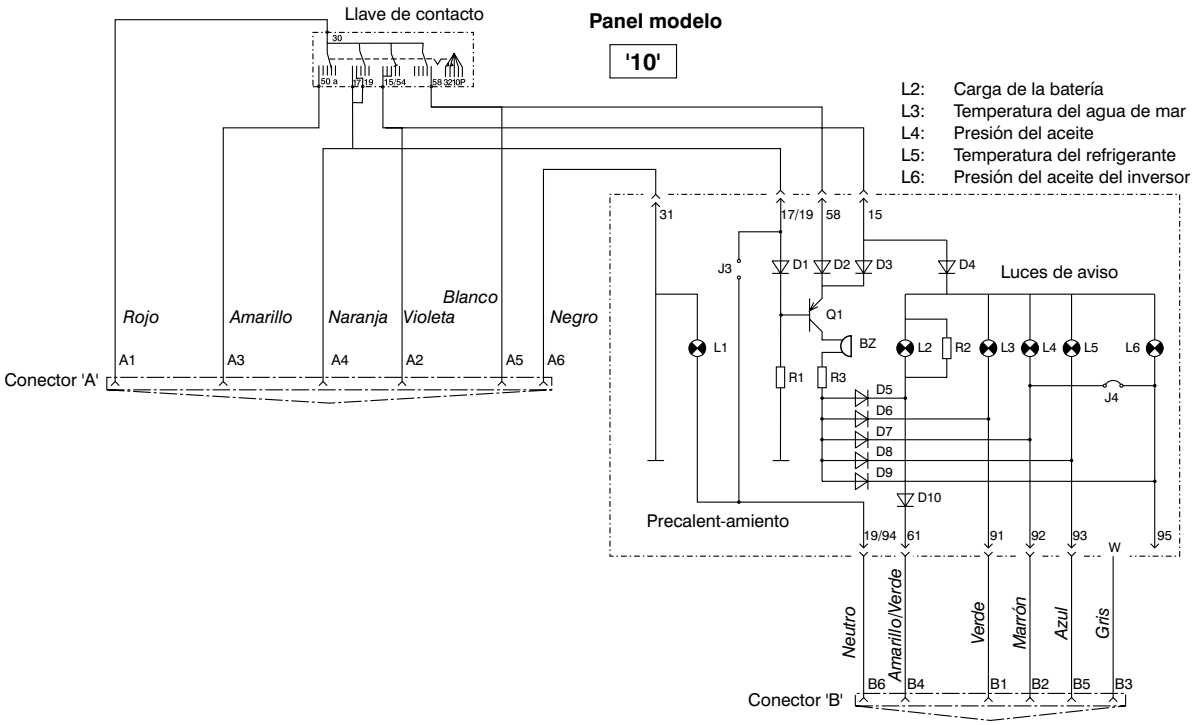 Llave de contacto
Panel modelo
'10'
30
50 a
17/19
15/54
58
3210P
L2: Carga de la batería
L3: Temperatura del agua de mar
L4: Presión del aceite
L5: Temperatura del refrigerante
L6: Presión del aceite del inversor
31
17/19
58
15
J3
D1
D2
D3
D4
Luces de aviso
Rojo
Amarillo
Naranja
Violeta
Blanco
Negro
Q1
BZ
L1
L2
R2
L3
L4
L5
L6
A1
A3
A4
A2
A5
A6
Conector 'A'
R1
R3
J4
D5
D6
D7
D8
D9
D10
Precalent-amiento
19/94
61
91
92
93
W
95
Neutro
Amarillo/Verde
Verde
Marrón
Azul
Gris
B6
B4
B1
B2
B5
B3
Conector 'B'